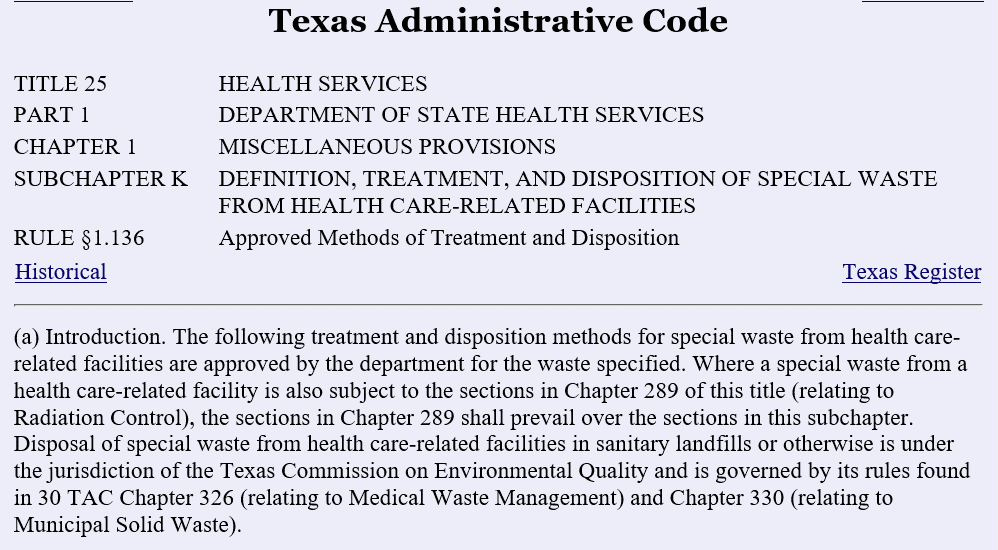 Texas Administrative Code
TITLE 25 HEALTH SERVICES
PART 1 DEPARTMENT OF STATE HEALTH SERVICES
CHAPTER 1 MISCELLANEOUS PROVISIONS
SUBCHAPTER K DEFINITION, TREATMENT, AND DISPOSITION OF SPECIAL WASTE
FROM HEALTH CARE-RELATED FACILITIES
RULE §1.136 Approved Methods of Treatment and Disposition
Historical Texas Register
(a) Introduction. The following treatment and disposition methods for special waste from health care-
related facilities are approved by the department for the waste specified. Where a special waste from a
health care-related facility is also subject to the sections in Chapter 289 of this title (relating to
Radiation Control), the sections in Chapter 289 shall prevail over the sections in this subchapter.
Disposal of special waste from health care-related facilities in sanitary landfills or otherwise is under
the jurisdiction of the Texas Commission on Environmental Quality and is governed by its rules found
in 30 TAC Chapter 326 (relating to Medical Waste Management) and Chapter 330 (relating to
Municipal Solid Waste).